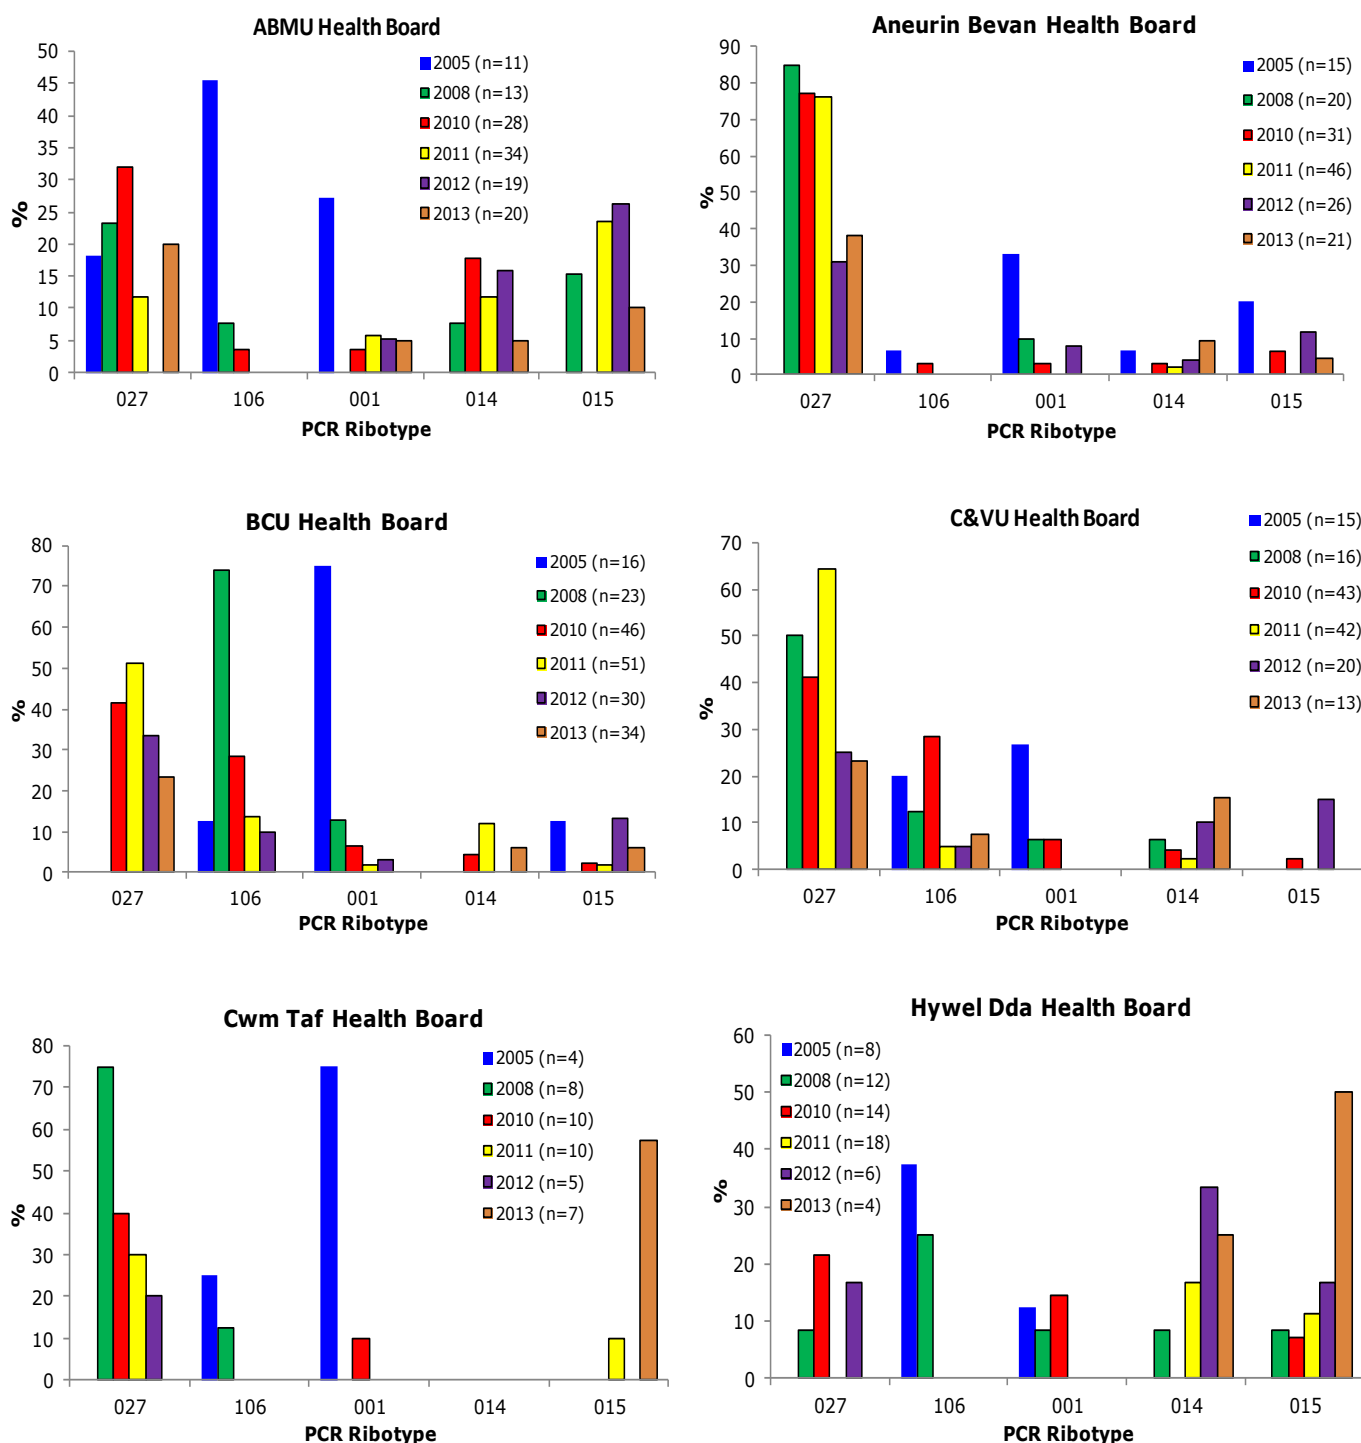 ABMU Health Board
50
45
40
35
30
25
20
15
10
5
0
%
2005 (n=11)
2008 (n=13)
2010 (n=28)
2011 (n=34)
2012 (n=19)
2013 (n=20)
027 106 001 014 015
PCR Ribotype
Aneurin Bevan Health Board
90
80
70
60
50
40
30
20
10
0
%
2005 (n=15)
2008 (n=20)
2010 (n=31)
2011 (n=46)
2012 (n=26)
2013 (n=21)
027 106 001 014 015
PCR Ribotype
BCU Health Board
80
70
60
50
40
30
20
10
0
%
2005 (n=16)
2008 (n=23)
2010 (n=46)
2011 (n=51)
2012 (n=30)
2013 (n=34)
027 106 001 014 015
PCR Ribotype
C&VU Health Board
70
60
50
40
30
20
10
0
%
2005 (n=15)
2008 (n=16)
2010 (n=43)
2011 (n=42)
2012 (n=20)
2013 (n=13)
027 106 001 014 015
PCR Ribotype
Cwm Taf Health Board
80
70
60
50
40
30
20
10
0
%
2005 (n=4)
2008 (n=8)
2010 (n=10)
2011 (n=10)
2012 (n=5)
2013 (n=7)
027 106 001 014 015
PCR Ribotype
Hywel Dda Health Board
60
50
40
30
20
10
0
%
2005 (n=8)
2008 (n=12)
2010 (n=14)
2011 (n=18)
2012 (n=6)
2013 (n=4)
027 106 001 014 015
PCR Ribotype